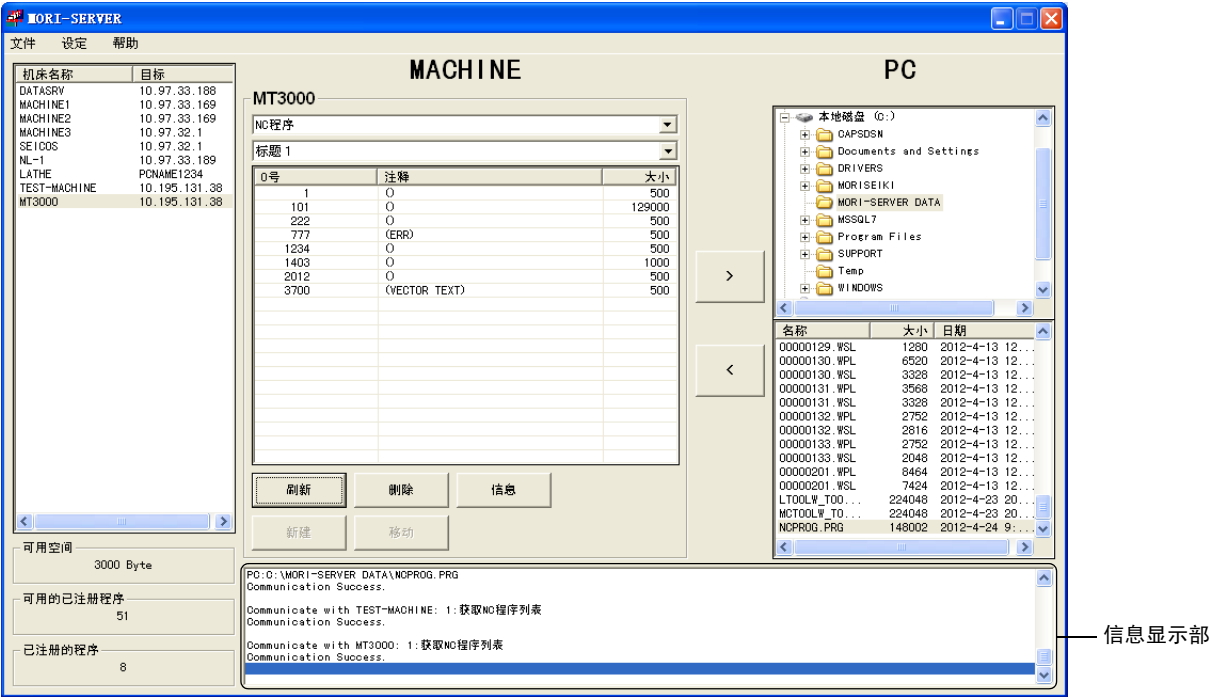 MORI-SERVER
文件 设定 帮助
机床名称 目标
DATASRV 10.97.33.188
MACHINE1 10.97.33.169
MACHINE2 10.97.33.169
MACHINE3 10.97.32.1
SEICOS 10.97.32.1
NL-1 10.97.33.189
LATHE PCNAME1234
TEST-MACHINE 10.195.131.38
MT3000 10.195.131.38
可用空间
3000 Byte
可用的已注册程序
51
已注册的程序
8
MACHINE
MT3000
NC程序
标题 1
O号 注释 大小
1 () 500
101 () 129000
222 () 500
777 (ERR) 500
1234 () 500
1403 () 1000
2012 () 500
3700 (VECTOR TEXT) 500
刷新 删除 信息
新建 移动
>
<
PC
本地磁盘 (C:)
CAPSDSN
Documents and Settings
DRIVERS
MORISEIKI
MORI-SERVER DATA
MSSQL7
Program Files
SUPPORT
Temp
WINDOWS
名称 大小 日期
00000129.WSL 1280 2012-4-13 12...
00000130.WPL 6520 2012-4-13 12...
00000130.WSL 3328 2012-4-13 12...
00000131.WPL 3568 2012-4-13 12...
00000131.WSL 3328 2012-4-13 12...
00000132.WPL 2752 2012-4-13 12...
00000132.WSL 2816 2012-4-13 12...
00000133.WPL 2752 2012-4-13 12...
00000133.WSL 2048 2012-4-13 12...
00000201.WPL 8464 2012-4-13 12...
00000201.WSL 7424 2012-4-13 12...
LTOOLW_TOO... 224048 2012-4-23 20...
MCTOOLW_TO... 224048 2012-4-23 20...
NCPROG.PRG 148002 2012-4-24 9:...
PC:C:\MORI-SERVER DATA\NCPROG.PRG
Communication Success.
Communicate with TEST-MACHINE: 1:获取NC程序列表
Communication Success.
Communicate with MT3000: 1:获取NC程序列表
Communication Success.
信息显示部